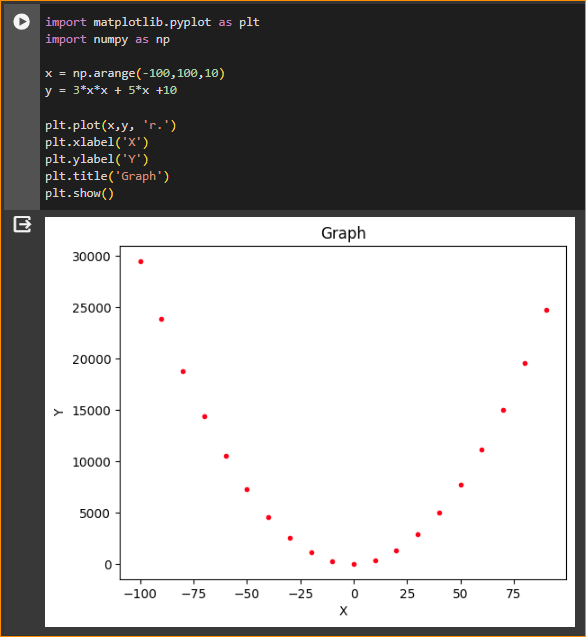 import matplotlib.pyplot as plt
import numpy as np
x = np.arange(-100,100,10)
y = 3*x*x + 5*x +10
plt.plot(x,y, 'r.')
plt.xlabel('X')
plt.ylabel('Y')
plt.title('Graph')
plt.show()
Graph
30000
25000
20000
15000
10000
5000
0
Y
−100 −75 −50 −25 0 25 50 75
X